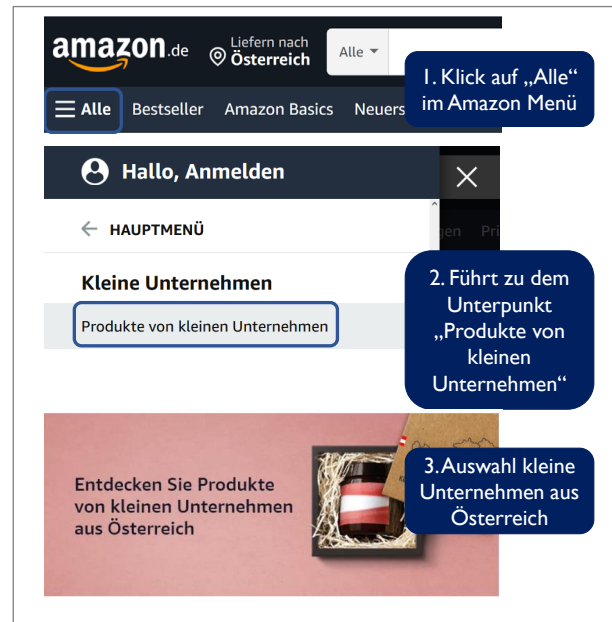 amazon.de
Liefern nach
Österreich
Alle
1. Klick auf „Alle“
im Amazon Menü
Alle Bestseller Amazon Basics Neuers
Hallo, Anmelden
HAUPTMENÜ
Kleine Unternehmen
Produkte von kleinen Unternehmen
2. Führt zu dem
Unterpunkt
„Produkte von
kleinen
Unternehmen“
Entdecken Sie Produkte
von kleinen Unternehmen
aus Österreich
3. Auswahl kleine
Unternehmen aus
Österreich